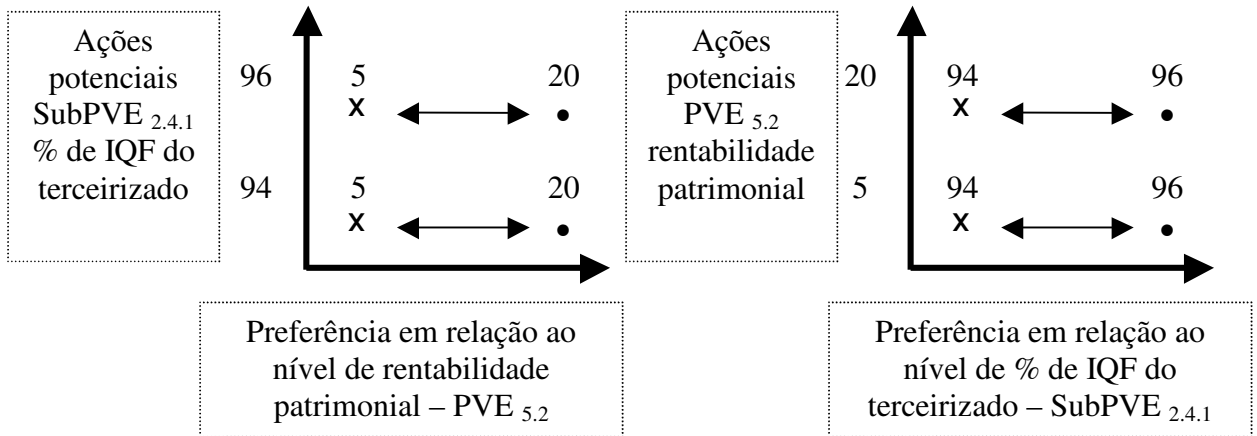 Ações
potenciais
SubPVE 2.4.1
% de IQF do
terceirizado
96
5
20
x
•
94
5
20
x
•
Preferência em relação ao
nível de rentabilidade
patrimonial – PVE 5.2
Ações
potenciais
PVE 5.2
rentabilidade
patrimonial
20
94
96
x
•
5
94
96
x
•
Preferência em relação ao
nível de % de IQF do
terceirizado – SubPVE 2.4.1